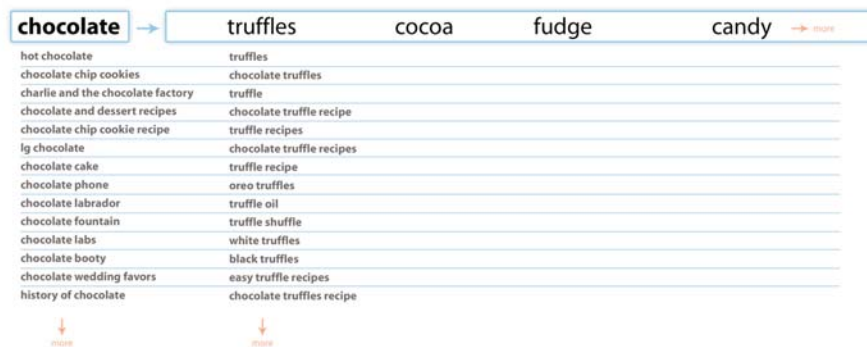 chocolate → truffles cocoa fudge candy → more
hot chocolate truffles
chocolate chip cookies chocolate truffles
charlie and the chocolate factory truffle
chocolate and dessert recipes chocolate truffle recipe
chocolate chip cookie recipe truffle recipes
lg chocolate chocolate truffle recipes
chocolate cake truffle recipe
chocolate phone oreo truffles
chocolate labrador truffle oil
chocolate fountain truffle shuffle
chocolate labs white truffles
chocolate booty black truffles
chocolate wedding favors easy truffle recipes
history of chocolate chocolate truffles recipe
more more